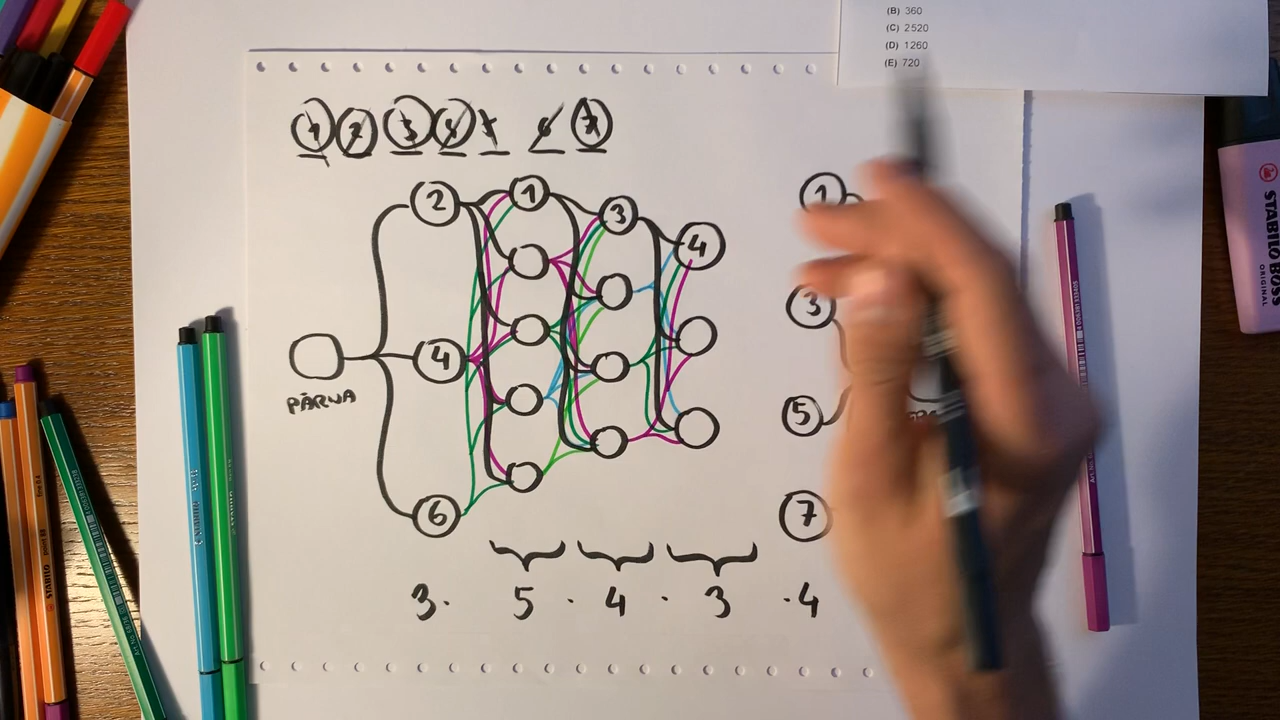 (B) 360
(C) 2520
(D) 1260
(E) 720
1 2 3 4 5 6 7
2 1 3 4 1
4 3
PĀRNA
5
6 7
3 · 5 · 4 · 3 · 4
STABILO BOSS
ORIGINAL